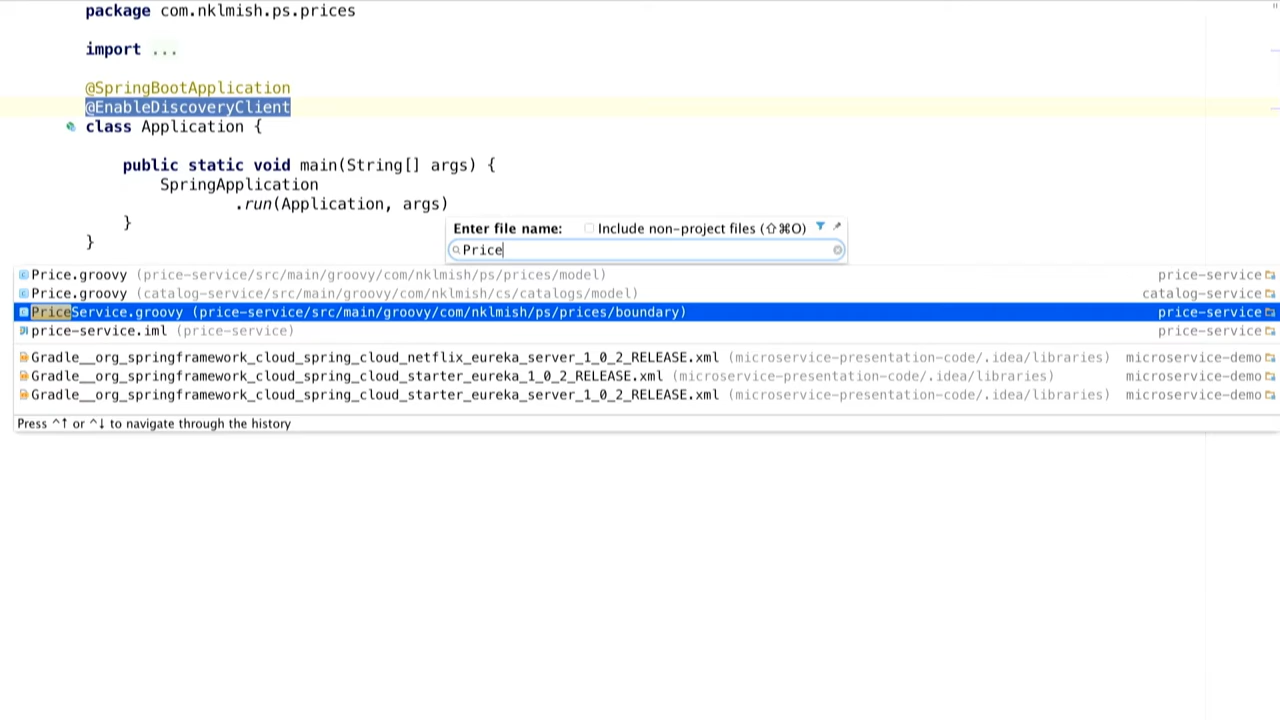 package com.nklmish.ps.prices
import ...
@SpringBootApplication
@EnableDiscoveryClient
class Application {
public static void main(String[] args) {
SpringApplication
.run(Application, args)
}
}
Enter file name: Include non-project files (⇧⌘O)
Price
Price.groovy (price-service/src/main/groovy/com/nklmish/ps/prices/model) price-service
Price.groovy (catalog-service/src/main/groovy/com/nklmish/cs/catalogs/model) catalog-service
PriceService.groovy (price-service/src/main/groovy/com/nklmish/ps/prices/boundary) price-service
price-service.iml (price-service) price-service
Gradle__org_springframework_cloud_spring_cloud_netflix_eureka_server_1_0_2_RELEASE.xml (microservice-presentation-code/.idea/libraries) microservice-demo
Gradle__org_springframework_cloud_spring_cloud_starter_eureka_1_0_2_RELEASE.xml (microservice-presentation-code/.idea/libraries) microservice-demo
Gradle__org_springframework_cloud_spring_cloud_starter_eureka_server_1_0_2_RELEASE.xml (microservice-presentation-code/.idea/libraries) microservice-demo
Press ^↑ or ^↓ to navigate through the history